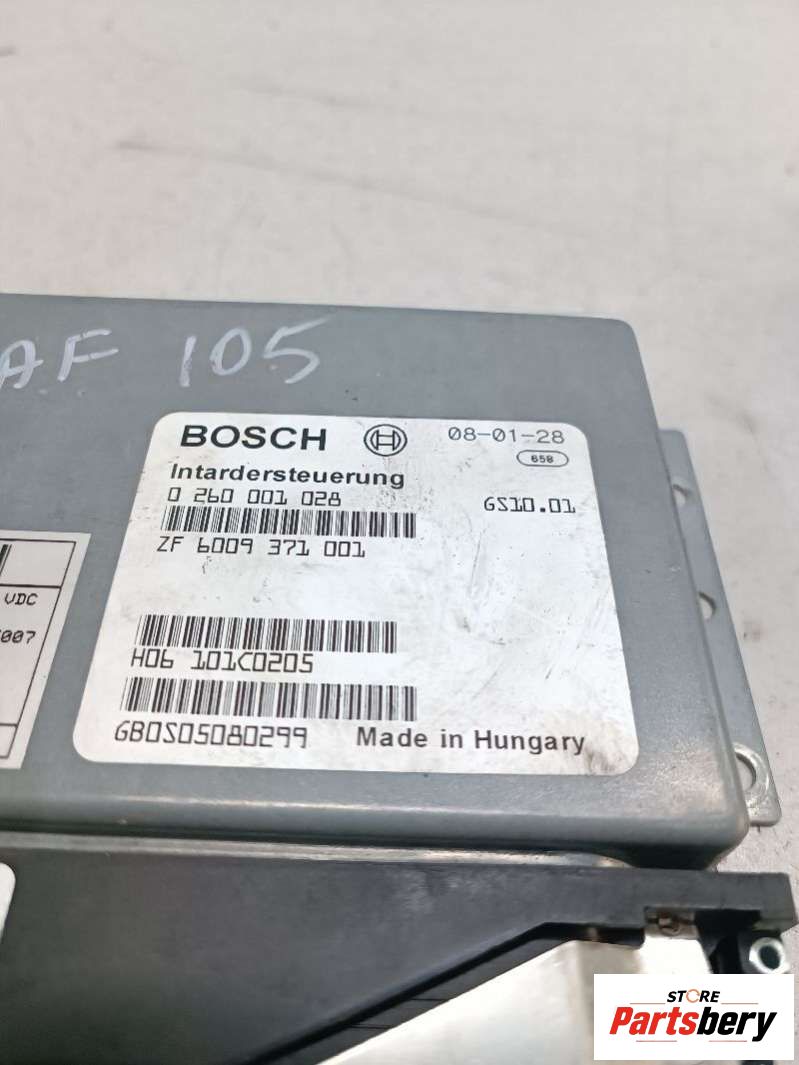 AF 105
BOSCH 08-01-28
658
Intardersteuerung
0 260 001 028 GS10.01
ZF 6009 371 001
VDC
007
H06 101C0205
GB0S05080299 Made in Hungary
STORE
Partsbery